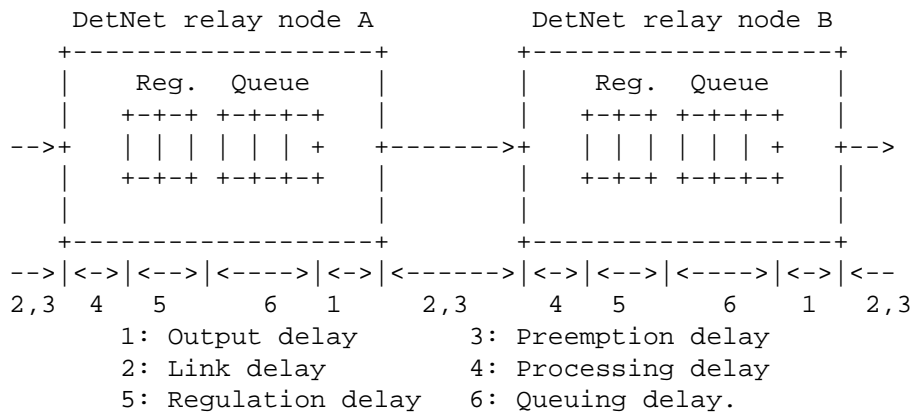 DetNet relay node A          DetNet relay node B
Reg.  Queue                  Reg.  Queue
2,3  4    5      6    1     2,3     4    5      6    1   2,3
1: Output delay      3: Preemption delay
2: Link delay        4: Processing delay
5: Regulation delay  6: Queuing delay.